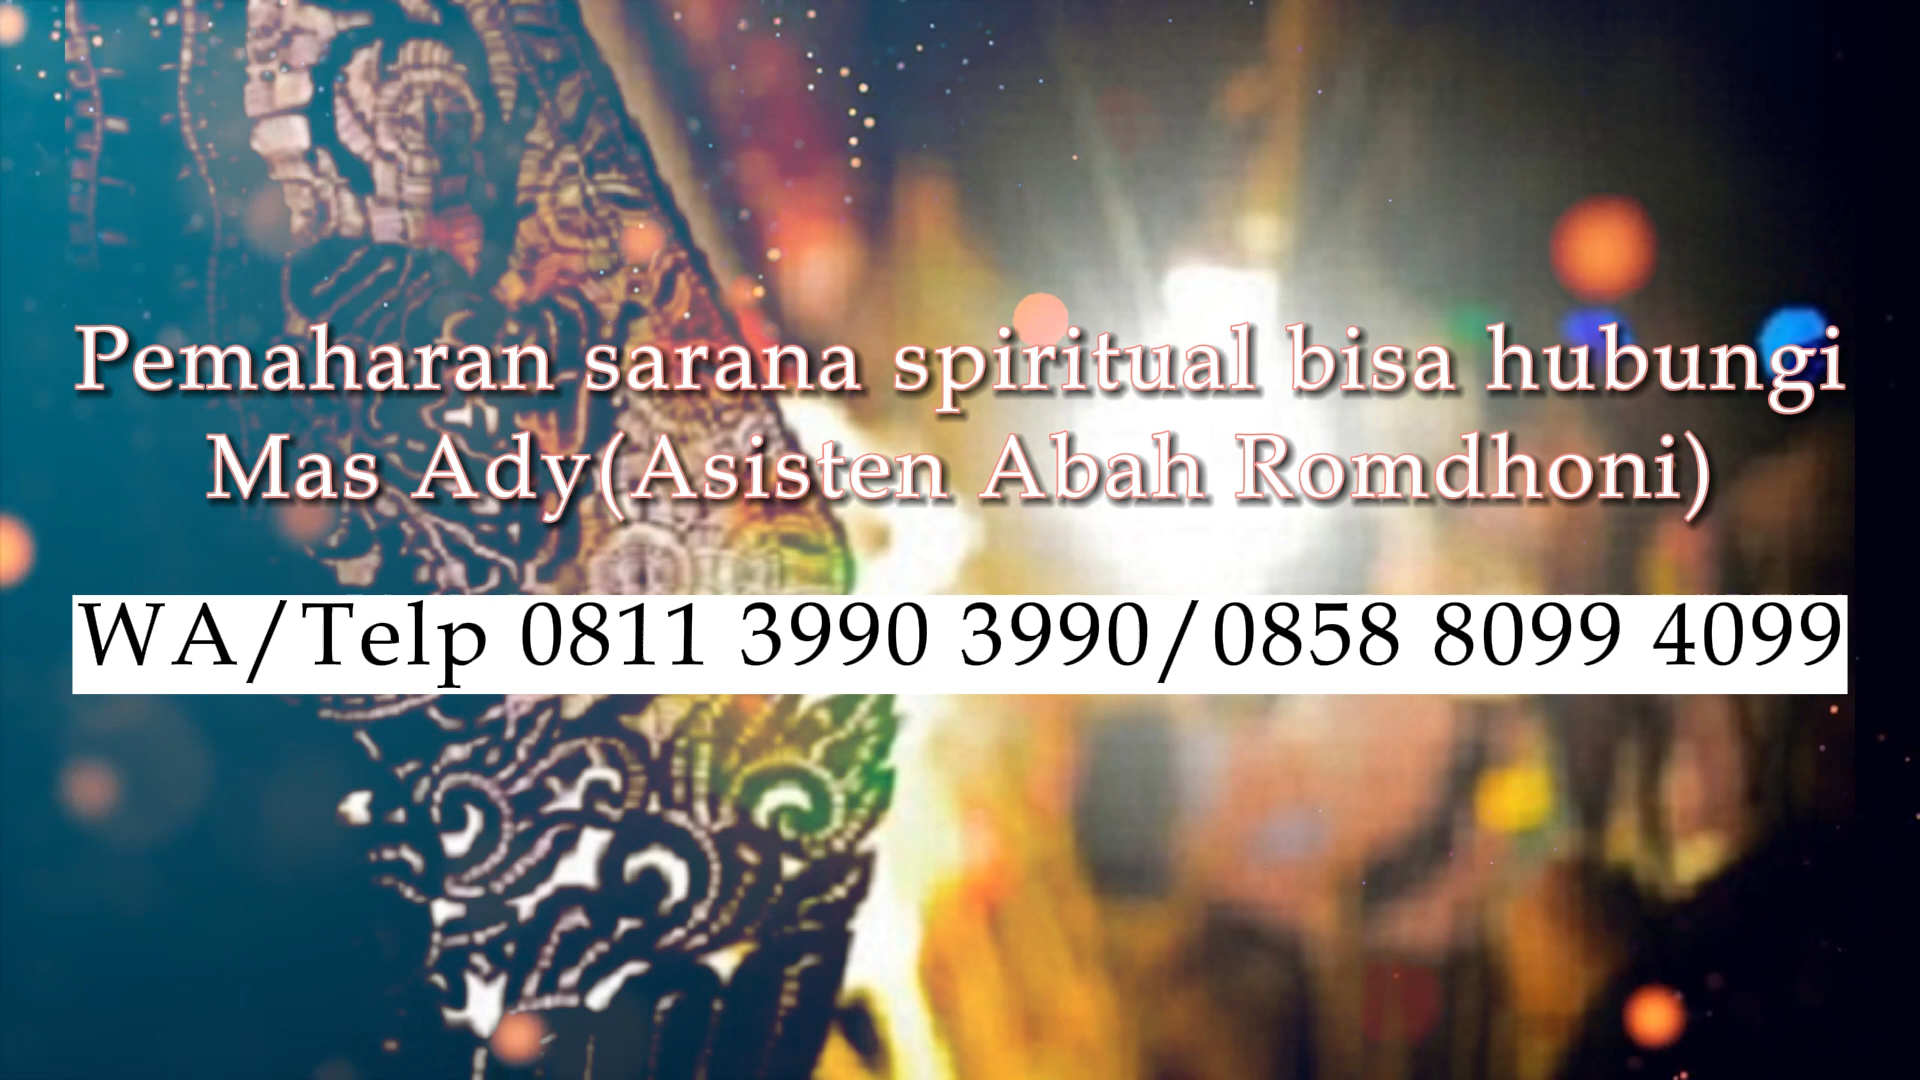 Pemaharan sarana spiritual bisa hubungi
Mas Ady(Asisten Abah Romdhoni)
WA/Telp 0811 3990 3990/0858 8099 4099